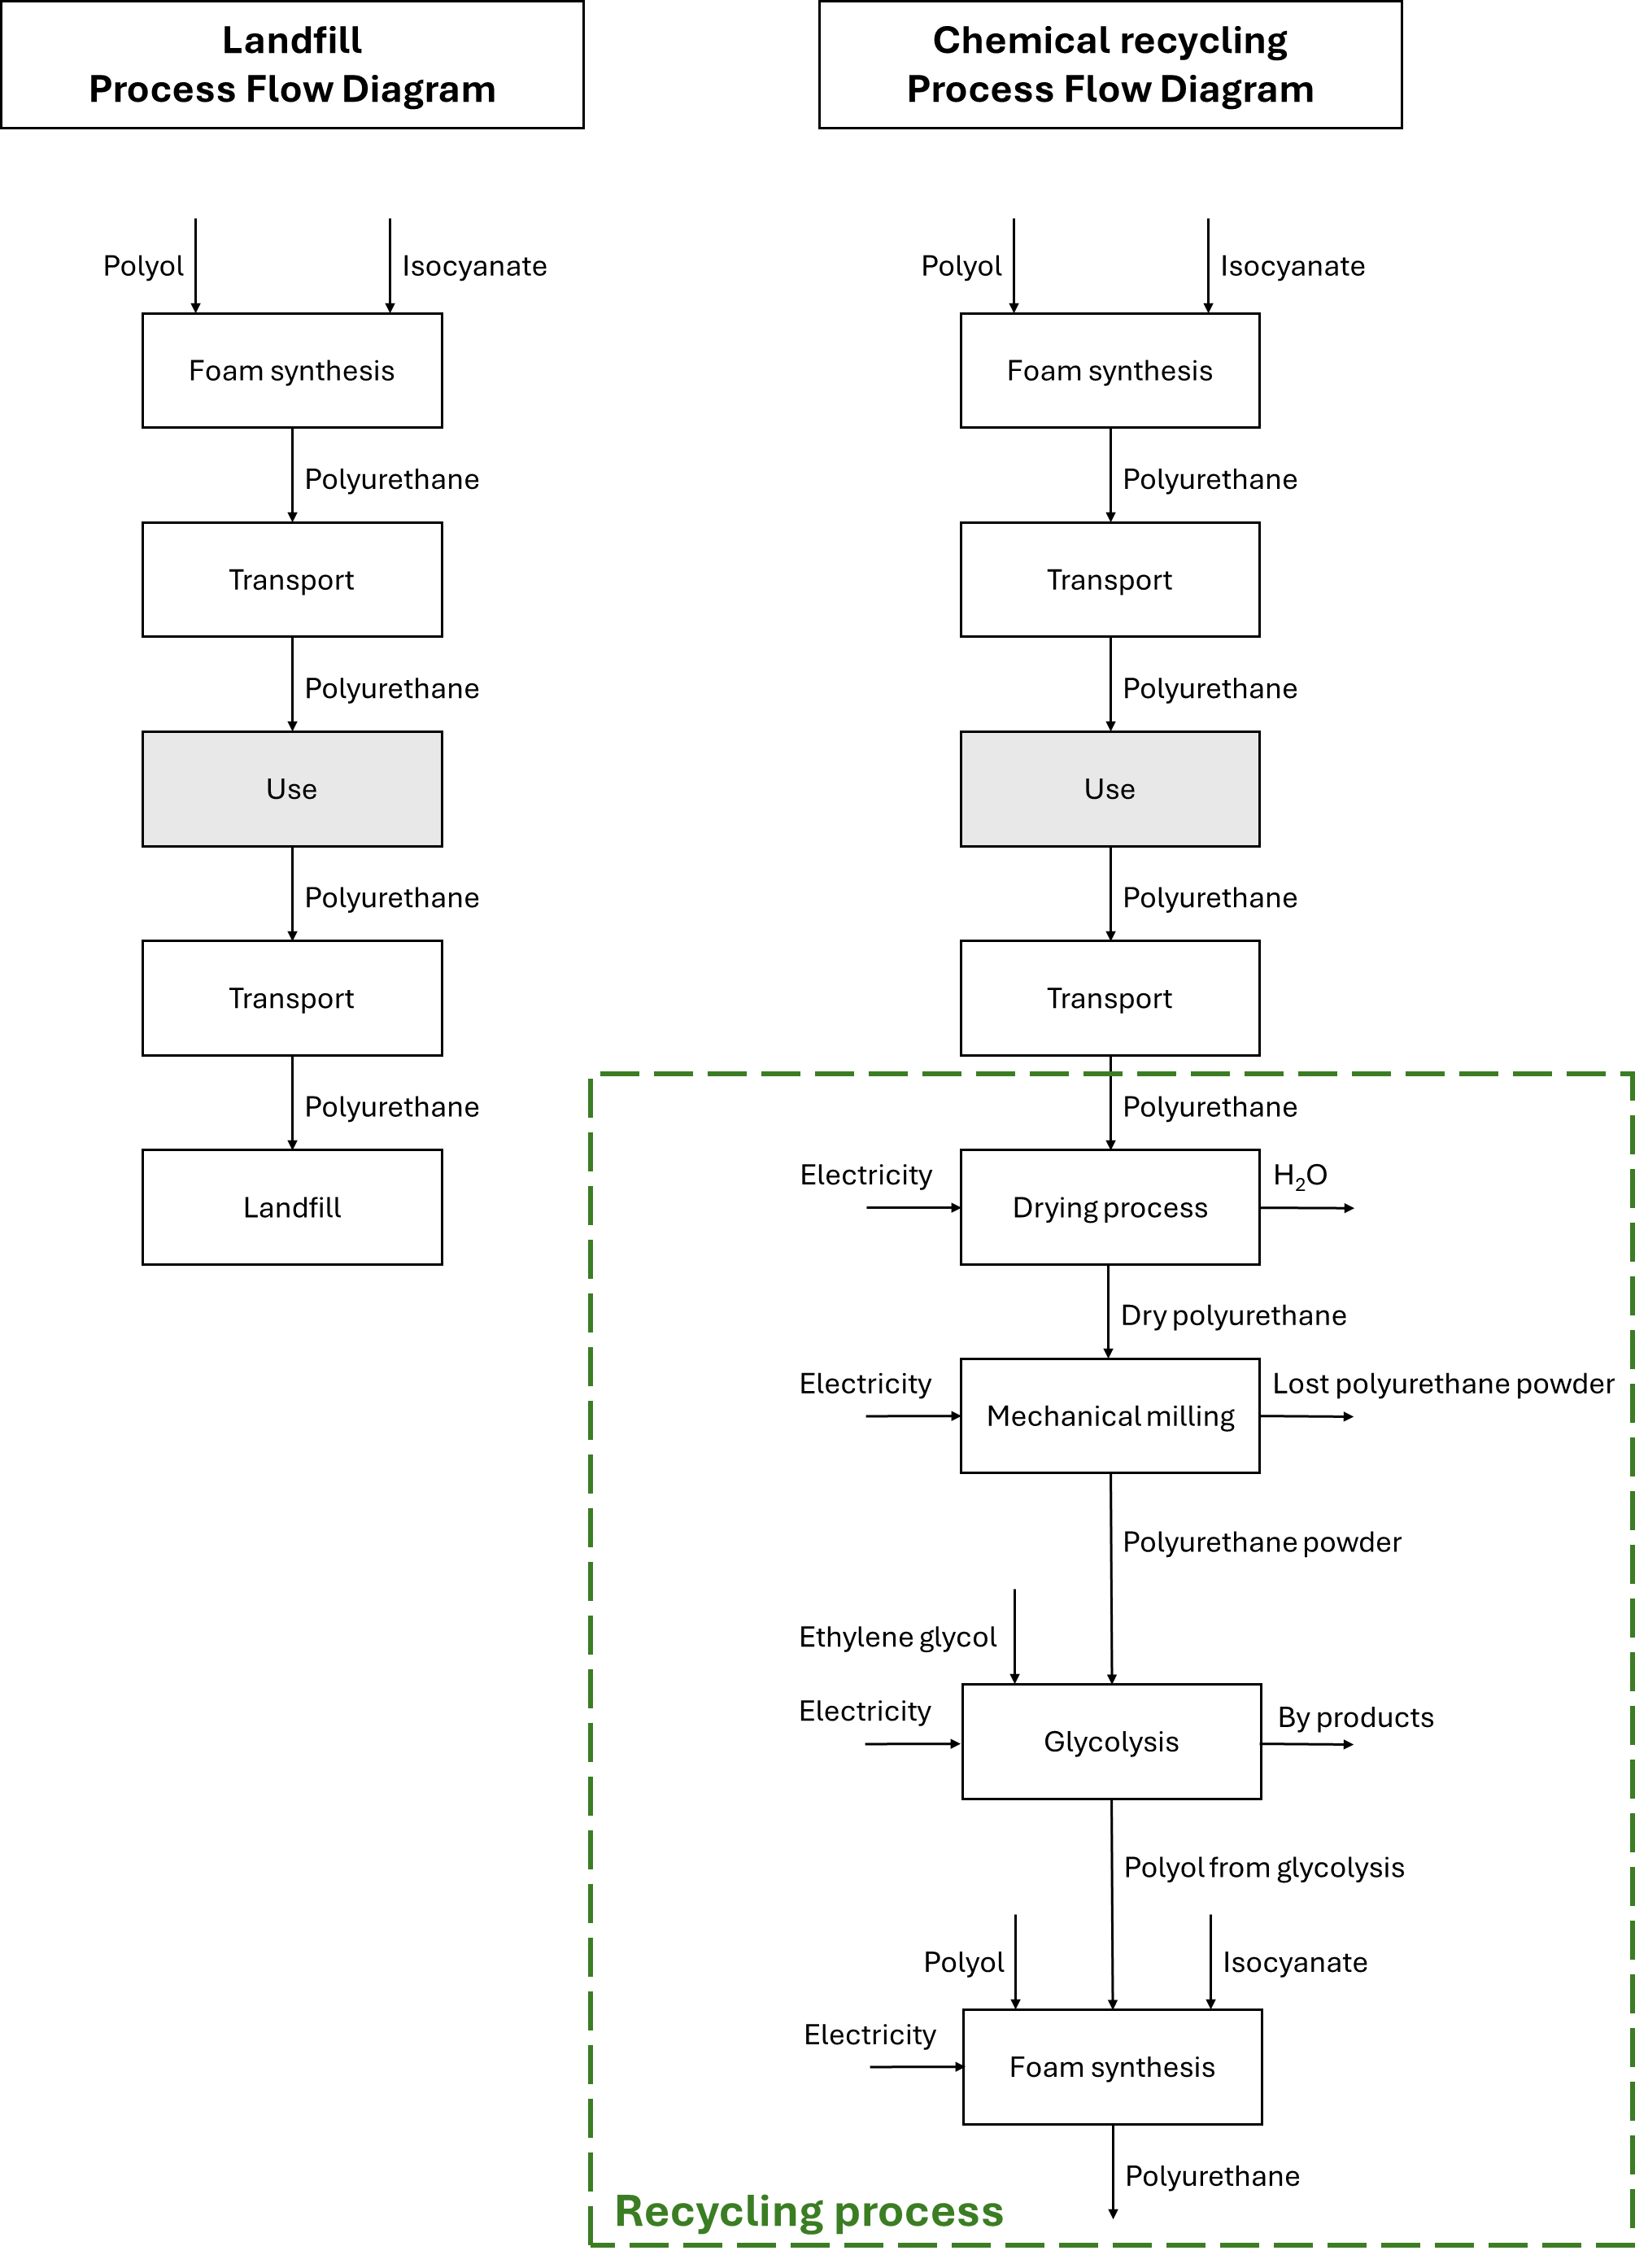 Landfill
Process Flow Diagram
Polyol
Isocyanate
Foam synthesis
Polyurethane
Transport
Polyurethane
Use
Polyurethane
Transport
Polyurethane
Landfill
Chemical recycling
Process Flow Diagram
Polyol
Isocyanate
Foam synthesis
Polyurethane
Transport
Polyurethane
Use
Polyurethane
Transport
Polyurethane
Electricity
Drying process
H₂O
Dry polyurethane
Electricity
Mechanical milling
Lost polyurethane powder
Polyurethane powder
Ethylene glycol
Electricity
Glycolysis
By products
Polyol from glycolysis
Polyol
Isocyanate
Electricity
Foam synthesis
Polyurethane
Recycling process